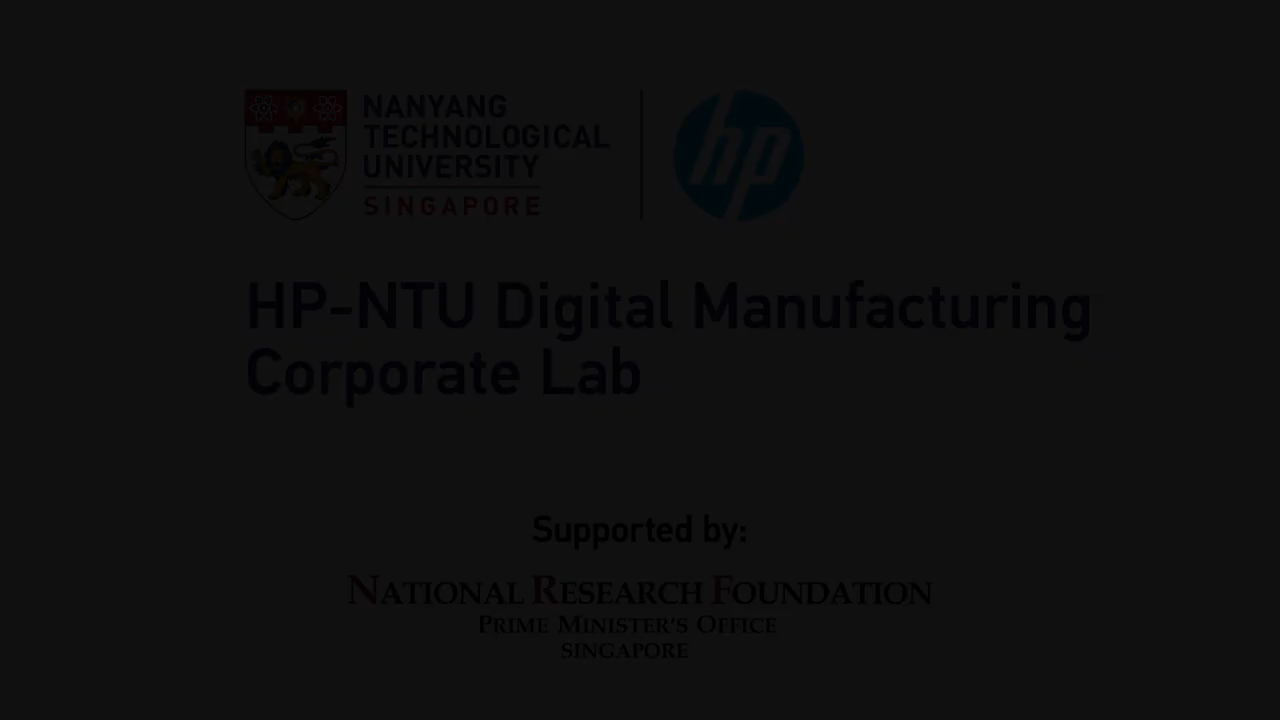 NANYANG
TECHNOLOGICAL
UNIVERSITY
SINGAPORE
hp
HP-NTU Digital Manufacturing
Corporate Lab
Supported by:
NATIONAL RESEARCH FOUNDATION
PRIME MINISTER'S OFFICE
SINGAPORE